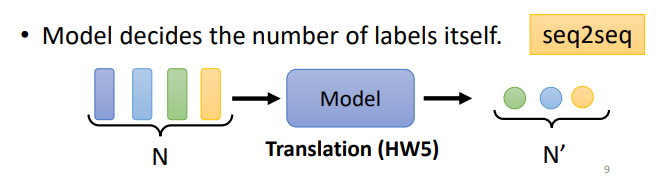 • Model decides the number of labels itself.
seq2seq
Model
N
Translation (HW5)
N’
9